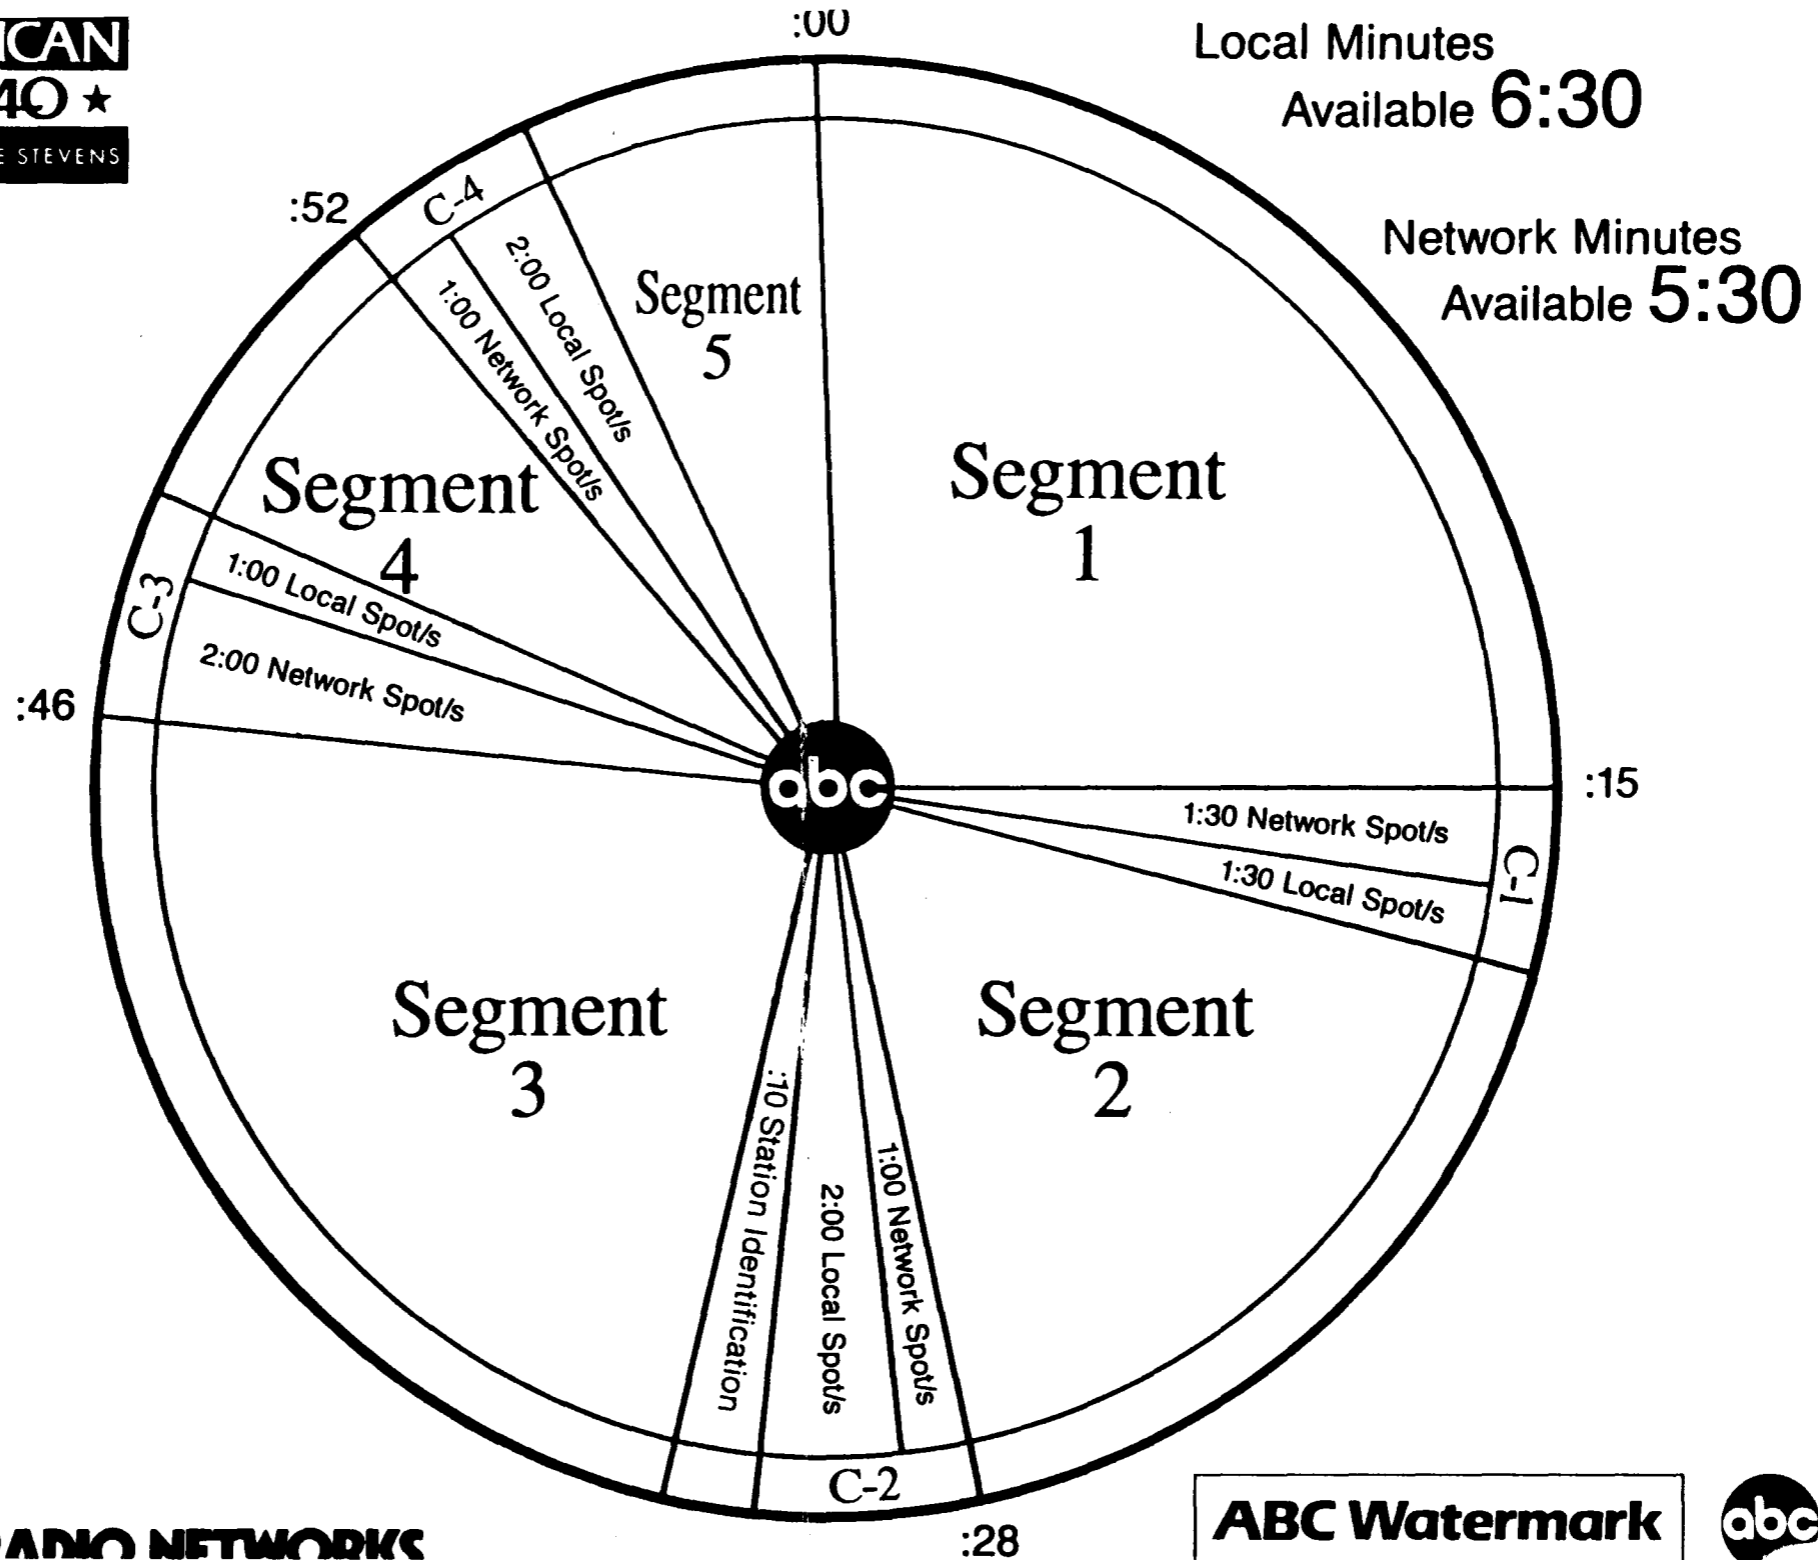 :00
Local Minutes
Available 6:30
Network Minutes
Available 5:30
ICAN
40 ★
E STEVENS
:52
C-4
1:00 Network Spot/s
2:00 Local Spot/s
Segment
5
Segment
1
:15
1:30 Network Spot/s
1:30 Local Spot/s
C-1
Segment
2
:28
1:00 Network Spot/s
2:00 Local Spot/s
:10 Station Identification
C-2
Segment
3
:46
2:00 Network Spot/s
1:00 Local Spot/s
C-3
Segment
4
abc
ADIO NETWORKS
ABC Watermark
abc